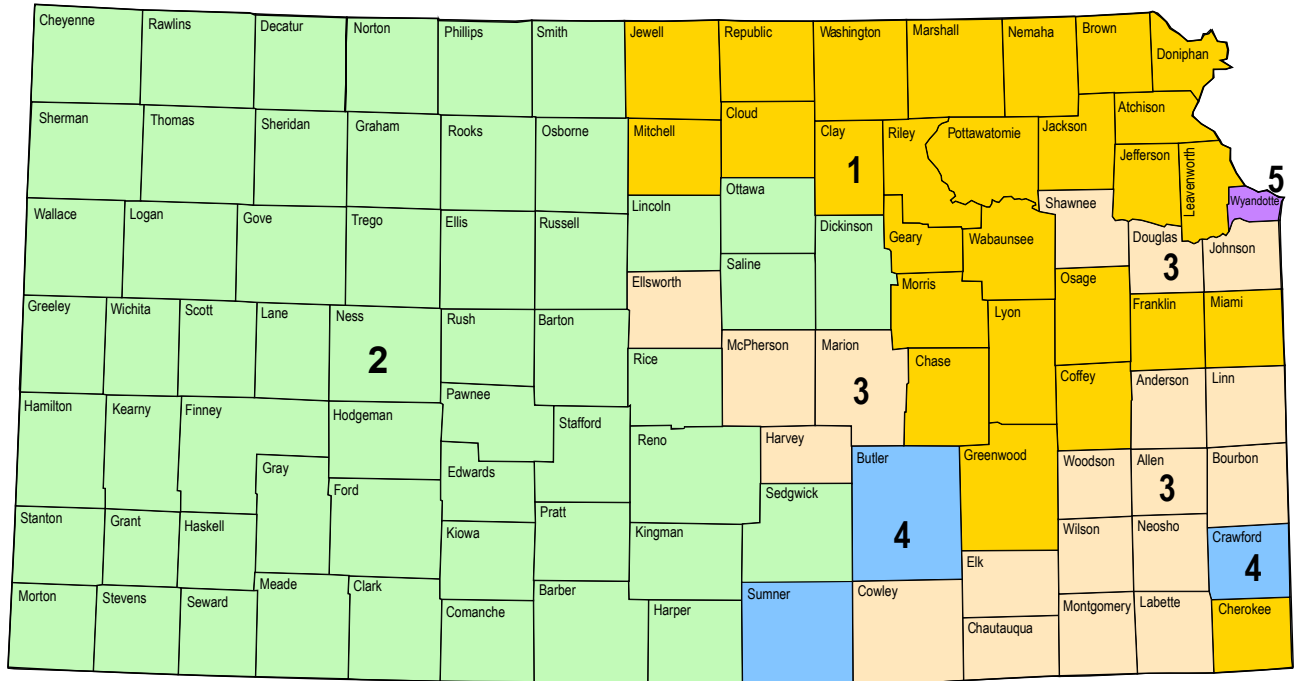 Cheyenne
Rawlins
Decatur
Norton
Phillips
Smith
Jewell
Republic
Washington
Marshall
Nemaha
Brown
Doniphan
Sherman
Thomas
Sheridan
Graham
Rooks
Osborne
Mitchell
Cloud
Clay
1
Riley
Pottawatomie
Jackson
Atchison
Jefferson
Leavenworth
5
Wyandotte
Wallace
Logan
Gove
Trego
Ellis
Russell
Lincoln
Ottawa
Dickinson
Geary
Wabaunsee
Shawnee
Douglas
3
Johnson
Saline
Ellsworth
Morris
Osage
Franklin
Miami
Greeley
Wichita
Scott
Lane
Ness
2
Rush
Barton
Rice
McPherson
Marion
3
Chase
Lyon
Coffey
Anderson
Linn
Hamilton
Kearny
Finney
Hodgeman
Pawnee
Stafford
Reno
Harvey
Butler
4
Greenwood
Woodson
Allen
3
Bourbon
Gray
Ford
Edwards
Sedgwick
Stanton
Grant
Haskell
Kiowa
Pratt
Kingman
Wilson
Neosho
Crawford
4
Elk
Morton
Stevens
Seward
Meade
Clark
Comanche
Barber
Harper
Sumner
Cowley
Chautauqua
Montgomery
Labette
Cherokee